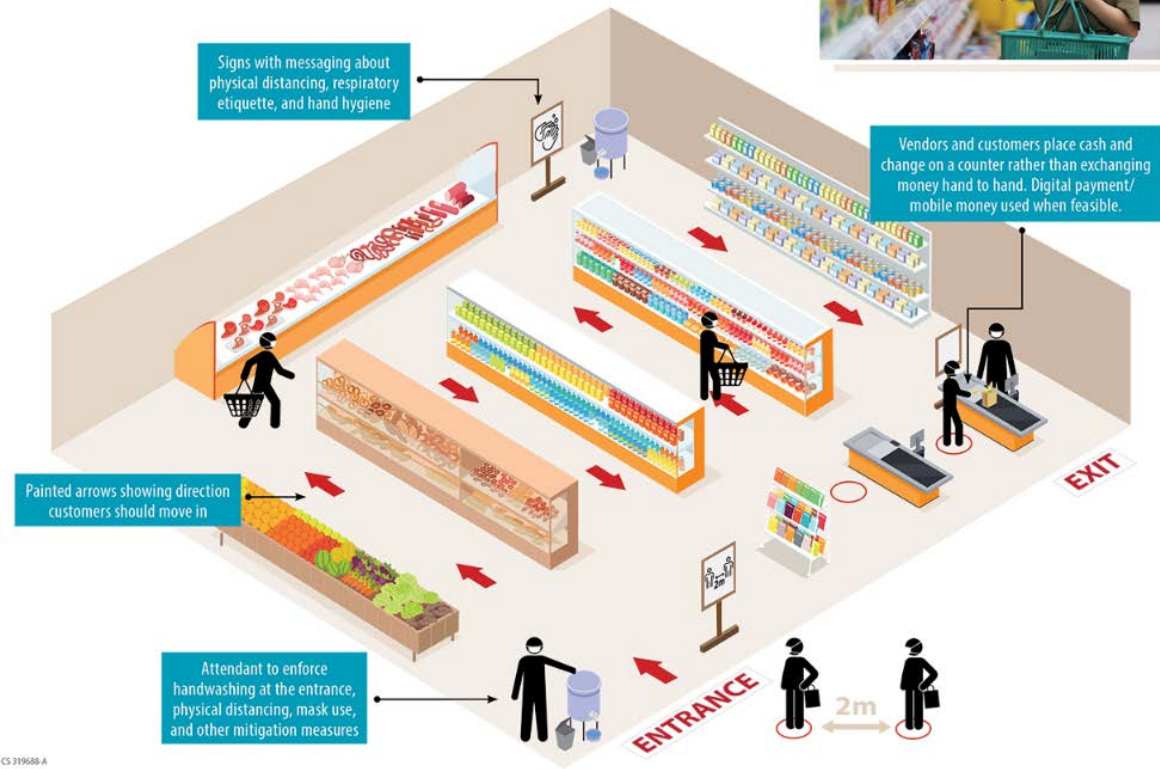 Signs with messaging about
physical distancing, respiratory
etiquette, and hand hygiene
Vendors and customers place cash and
change on a counter rather than exchanging
money hand to hand. Digital payment/
mobile money used when feasible.
Painted arrows showing direction
customers should move in
EXIT
2m
Attendant to enforce
handwashing at the entrance,
physical distancing, mask use,
and other mitigation measures
ENTRANCE
2m
CS 319688-A